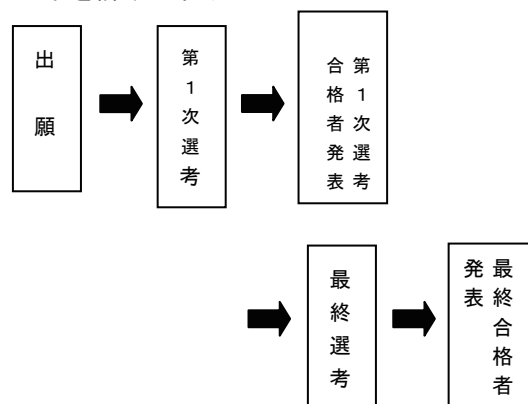 出願
第1次選考
第1次選考
合格者発表
最終選考
最終合格者
発表